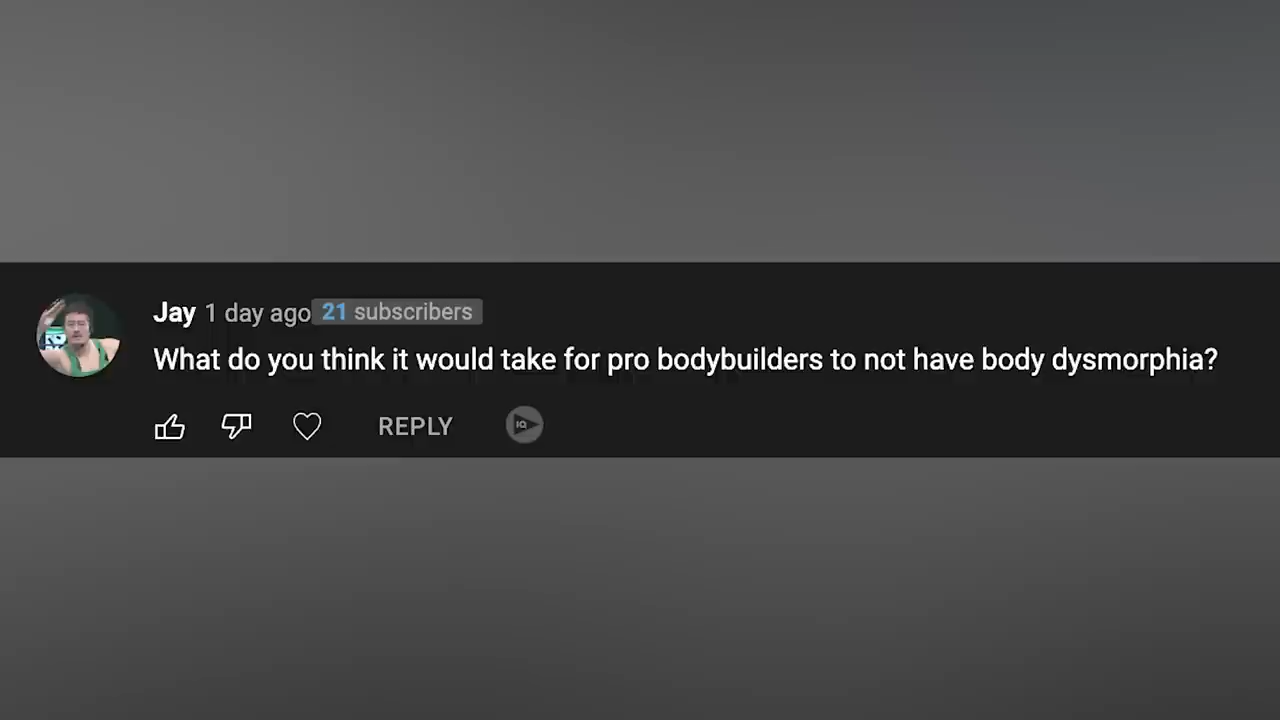 Jay 1 day ago 21 subscribers
What do you think it would take for pro bodybuilders to not have body dysmorphia?
REPLY
IQ